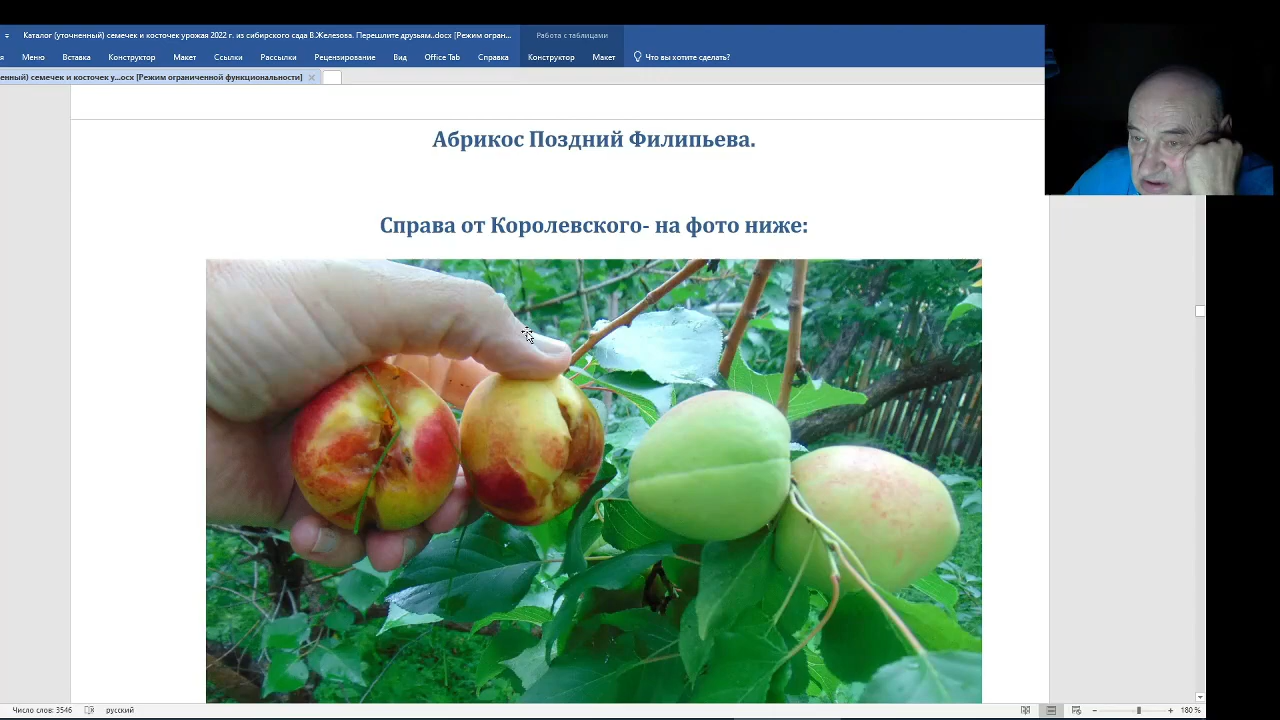 Каталог (уточненный) семечек и косточек урожая 2022 г. из сибирского сада В.Железова. Перешлите друзьям..docx [Режим огран...
Работа с таблицами
я Меню Вставка Конструктор Макет Ссылки Рассылки Рецензирование Вид Office Tab Справка Конструктор Макет Что вы хотите сделать?
енный) семечек и косточек у...ocx [Режим ограниченной функциональности]
Абрикос Поздний Филипьева.
Справа от Королевского- на фото ниже:
Число слов: 3546 русский 180 %